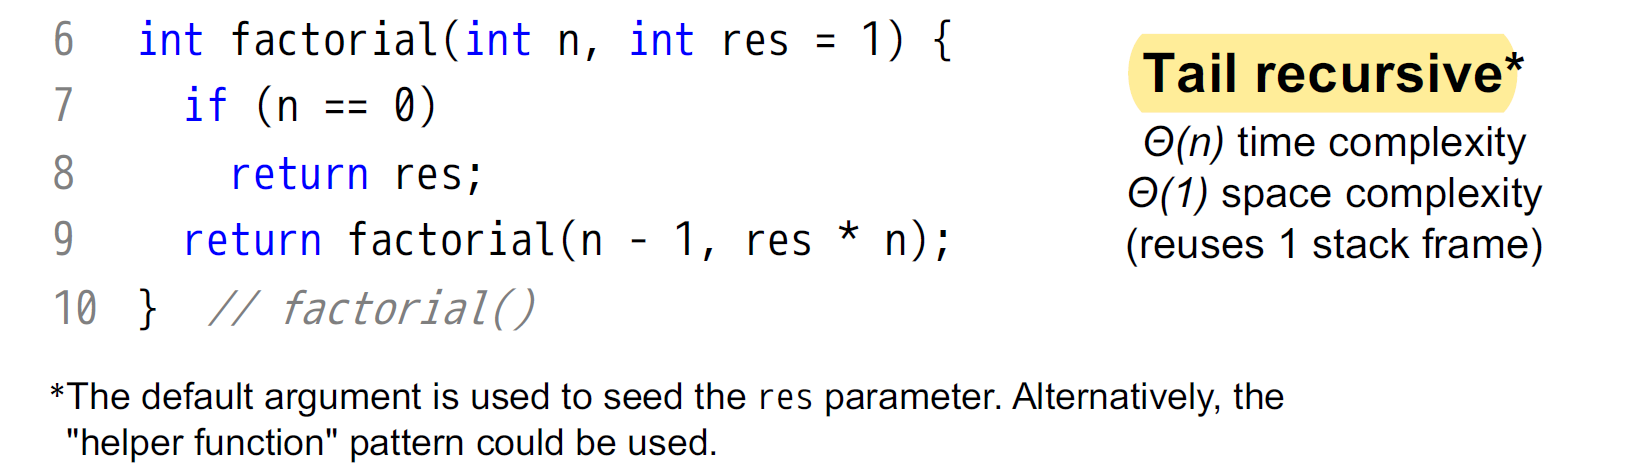 6 int factorial(int n, int res = 1) {
7 if (n == 0)
8 return res;
9 return factorial(n - 1, res * n);
10 } // factorial()
Tail recursive*
Θ(n) time complexity
Θ(1) space complexity
(reuses 1 stack frame)
*The default argument is used to seed the res parameter. Alternatively, the
"helper function" pattern could be used.